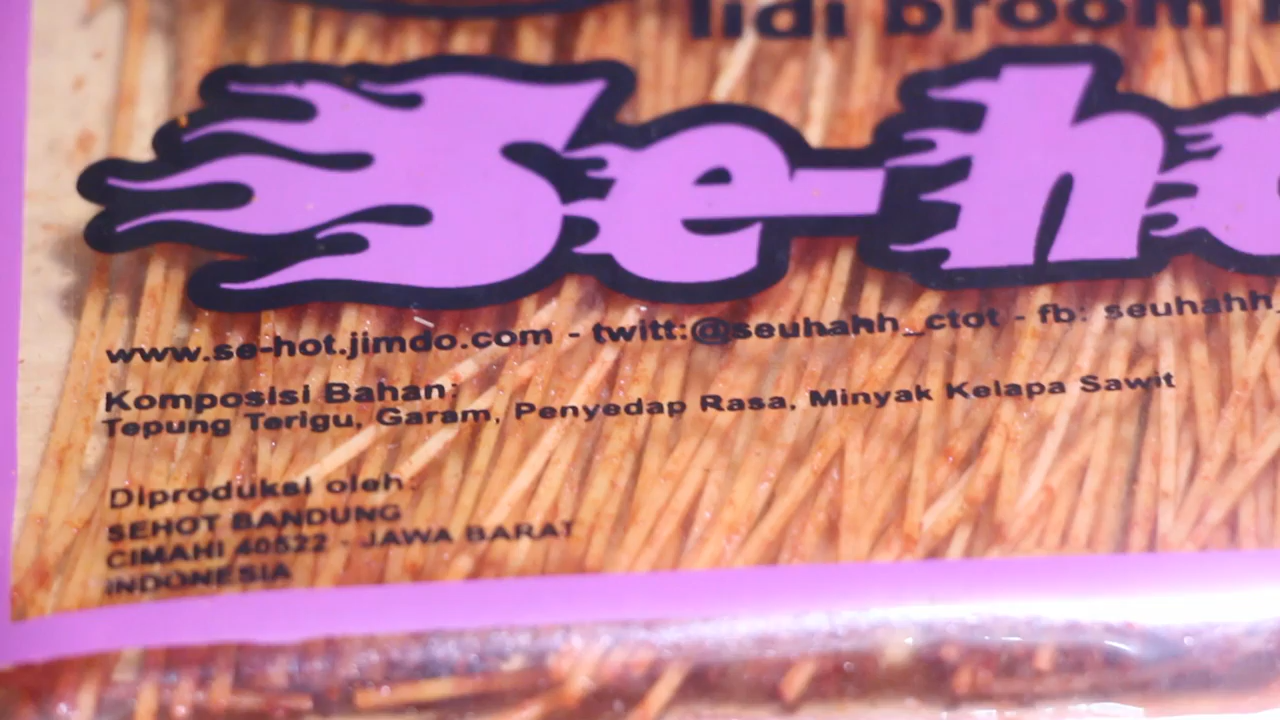 lidi broom
Se-ho
www.se-hot.jimdo.com - twitt:@seuhahh_ctot - fb: seuhahh_
Komposisi Bahan:
Tepung Terigu, Garam, Penyedap Rasa, Minyak Kelapa Sawit
Diproduksi oleh:
SEHOT BANDUNG
CIMAHI 40522 - JAWA BARAT
INDONESIA